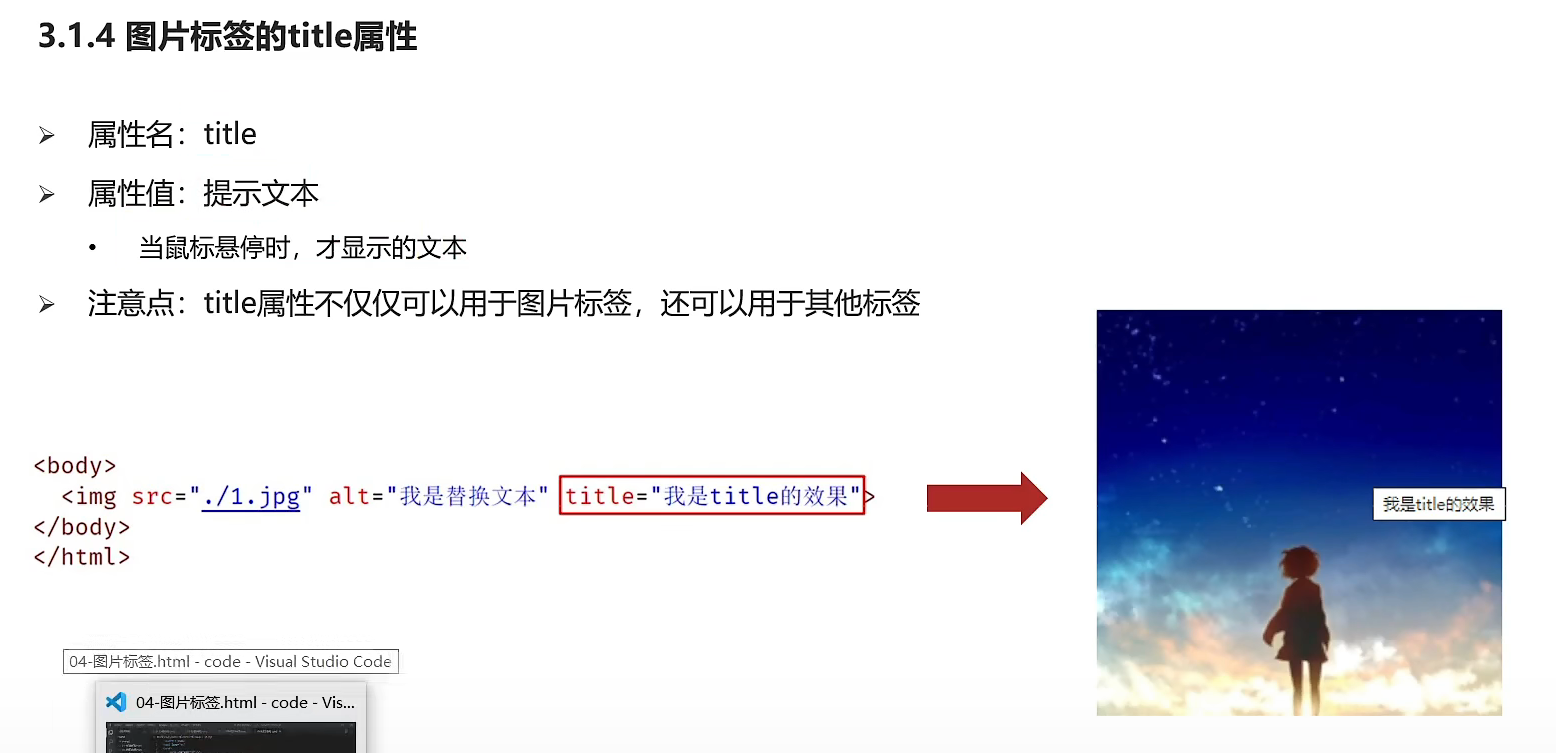 3.1.4 图片标签的title属性
属性名：title
属性值：提示文本
当鼠标悬停时，才显示的文本
注意点：title属性不仅仅可以用于图片标签，还可以用于其他标签
<body>
<img src="./1.jpg" alt="我是替换文本" title="我是title的效果">
</body>
</html>
我是title的效果
04-图片标签.html - code - Visual Studio Code
04-图片标签.html - code - Vis...